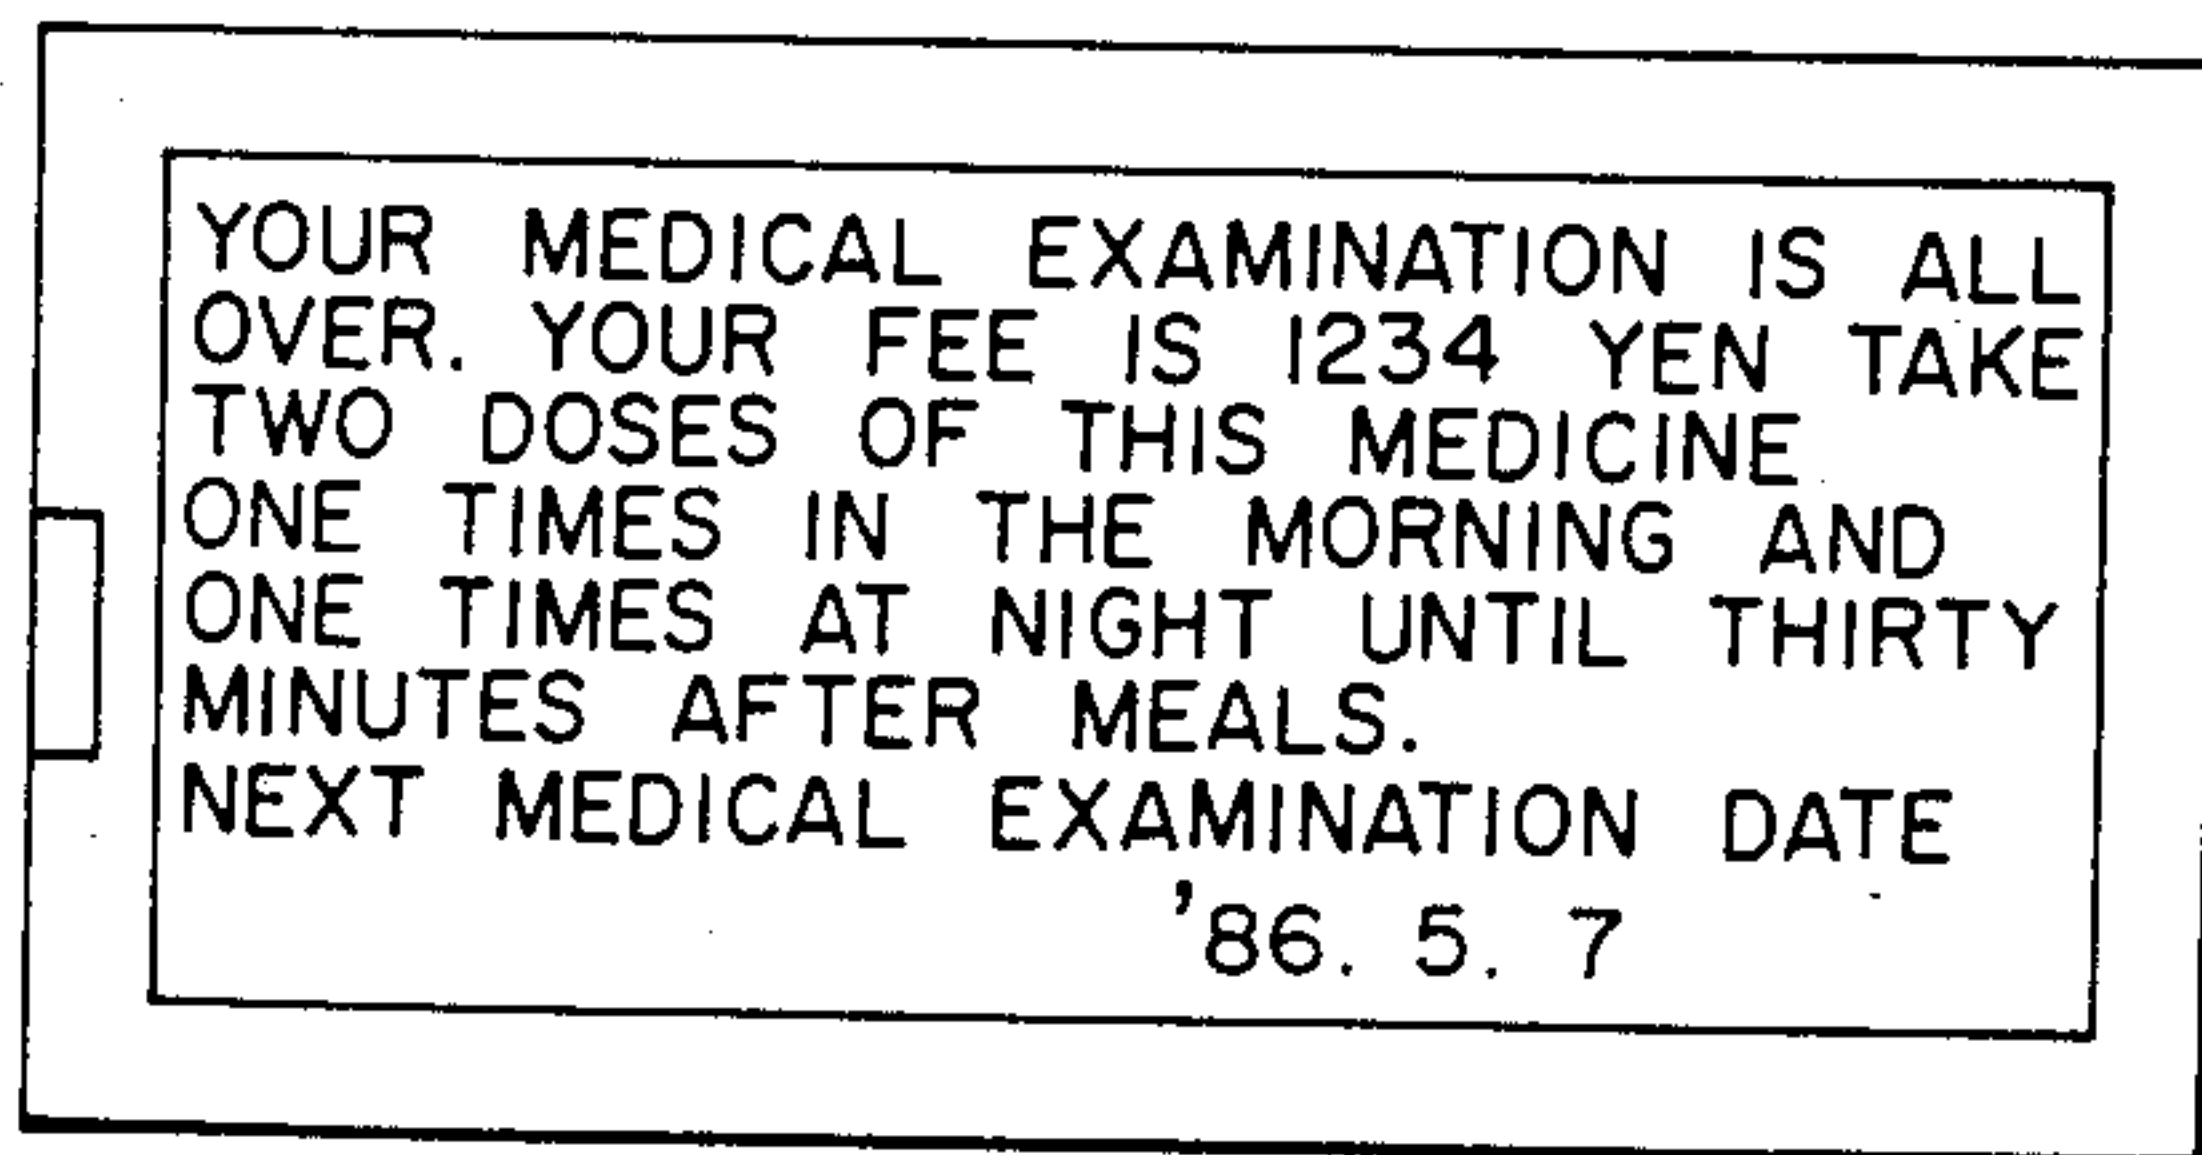 YOUR MEDICAL EXAMINATION IS ALL
OVER. YOUR FEE IS 1234 YEN TAKE
TWO DOSES OF THIS MEDICINE
ONE TIMES IN THE MORNING AND
ONE TIMES AT NIGHT UNTIL THIRTY
MINUTES AFTER MEALS.
NEXT MEDICAL EXAMINATION DATE
'86. 5. 7